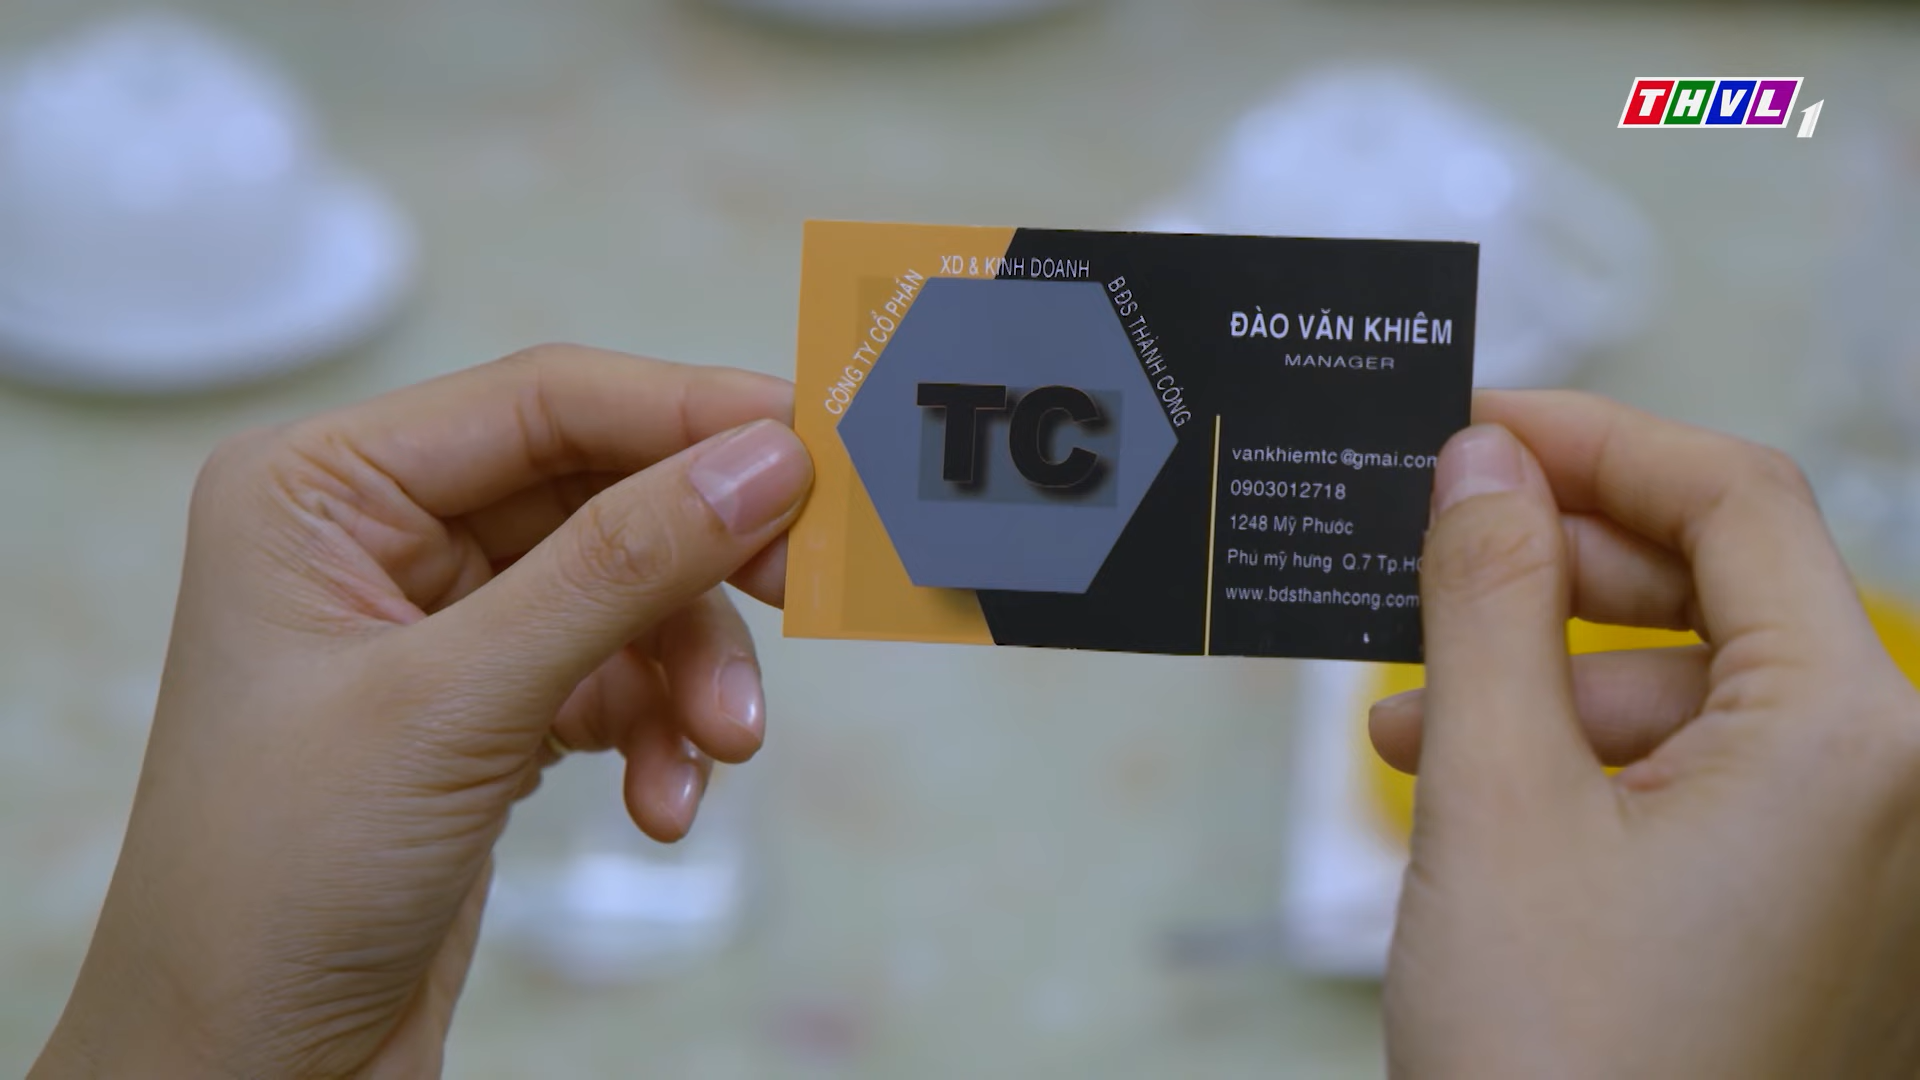 THVL1
CÔNG TY CỔ PHẦN
XD & KINH DOANH
BĐS THÀNH CÔNG
TC
ĐÀO VĂN KHIÊM
MANAGER
vankhiemtc@gmai.com
0903012718
1248 Mỹ Phước
Phú mỹ hưng Q.7 Tp.HC
www.bdsthanhcong.com